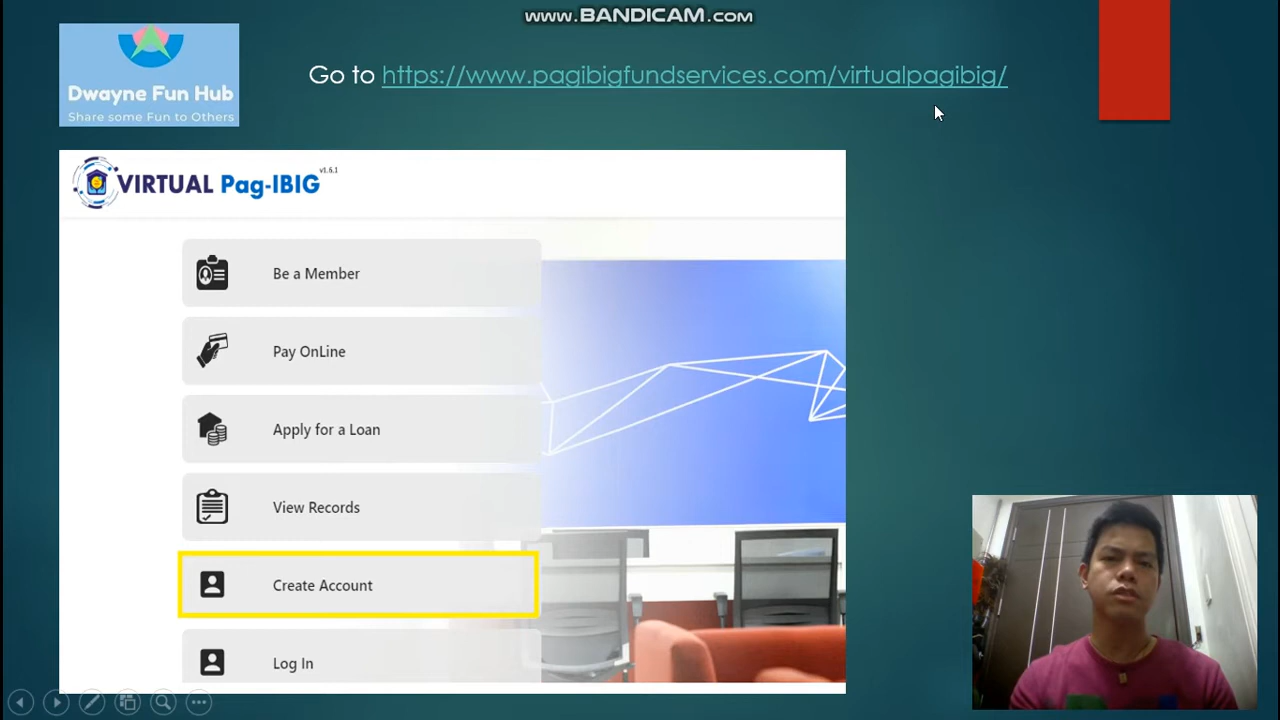 www.BANDICAM.com
Dwayne Fun Hub
Share some Fun to Others
Go to https://www.pagibigfundservices.com/virtualpagibig/
VIRTUAL Pag-IBIG v1.6.1
Be a Member
Pay OnLine
Apply for a Loan
View Records
Create Account
Log In